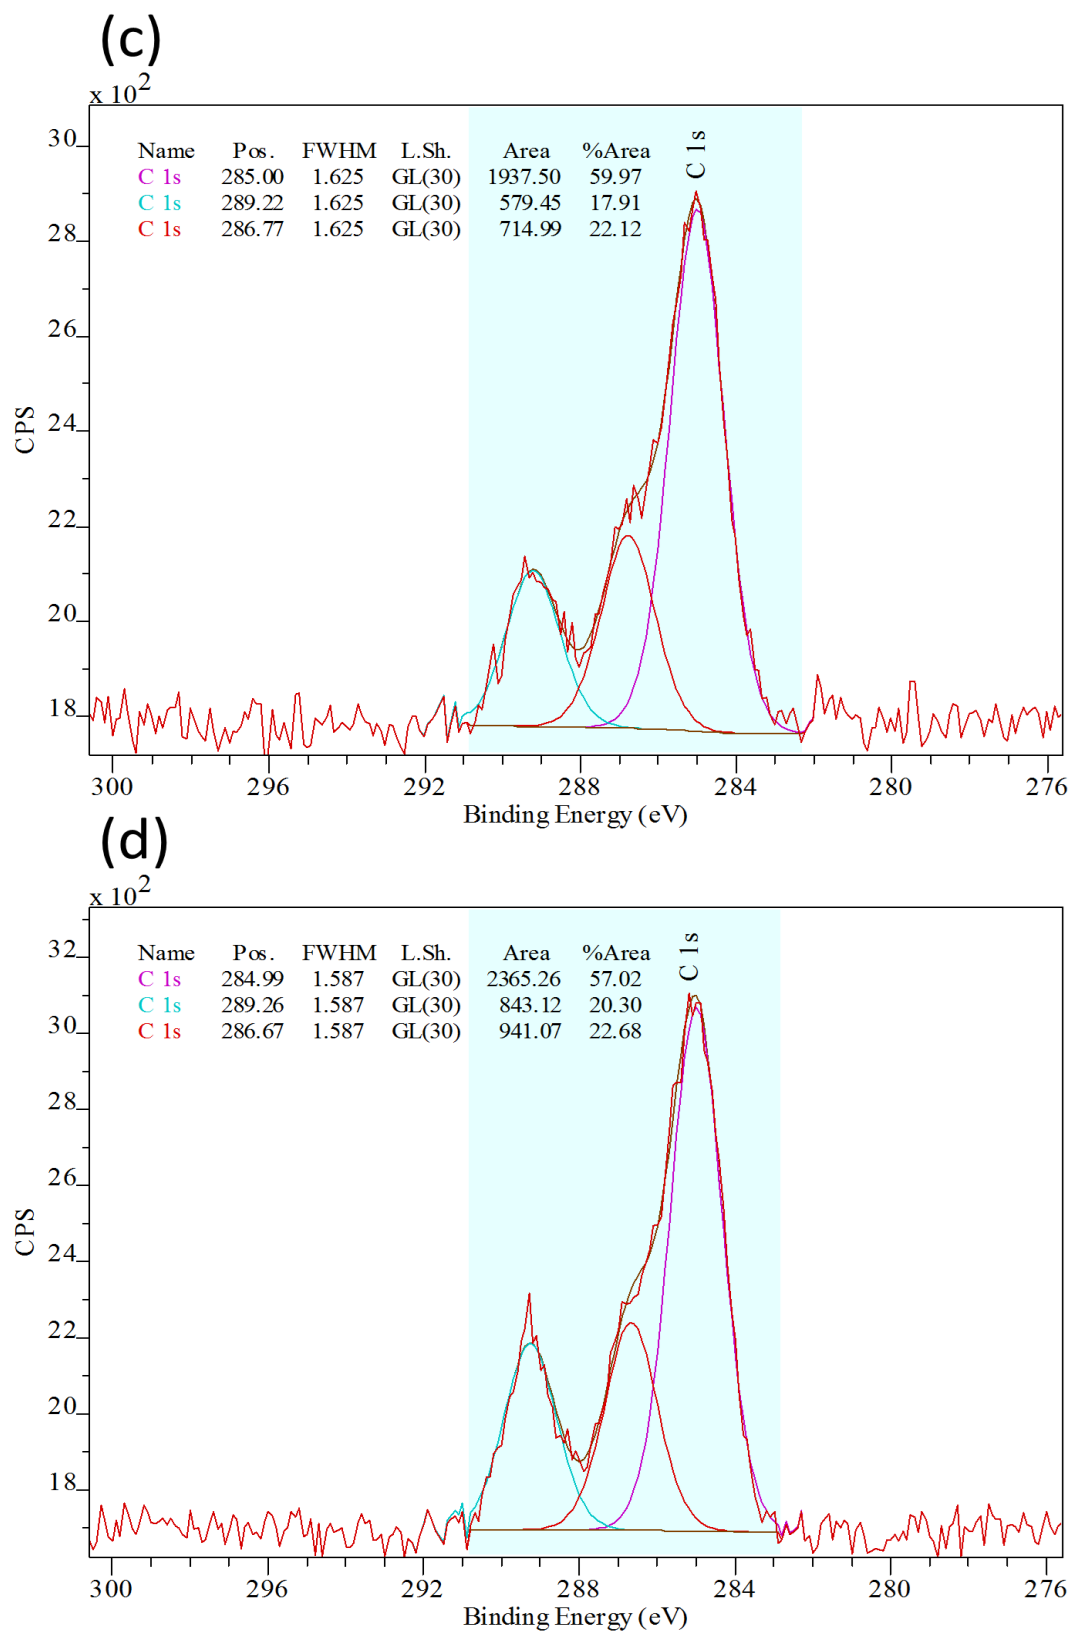 (c)
x 10²
Name Pos. FWHM L.Sh. Area %Area
C 1s 285.00 1.625 GL(30) 1937.50 59.97
C 1s 289.22 1.625 GL(30) 579.45 17.91
C 1s 286.77 1.625 GL(30) 714.99 22.12
C 1s
30
28
26
24
22
20
18
CPS
300 296 292 288 284 280 276
Binding Energy (eV)
(d)
x 10²
Name Pos. FWHM L.Sh. Area %Area
C 1s 284.99 1.587 GL(30) 2365.26 57.02
C 1s 289.26 1.587 GL(30) 843.12 20.30
C 1s 286.67 1.587 GL(30) 941.07 22.68
C 1s
32
30
28
26
24
22
20
18
CPS
300 296 292 288 284 280 276
Binding Energy (eV)